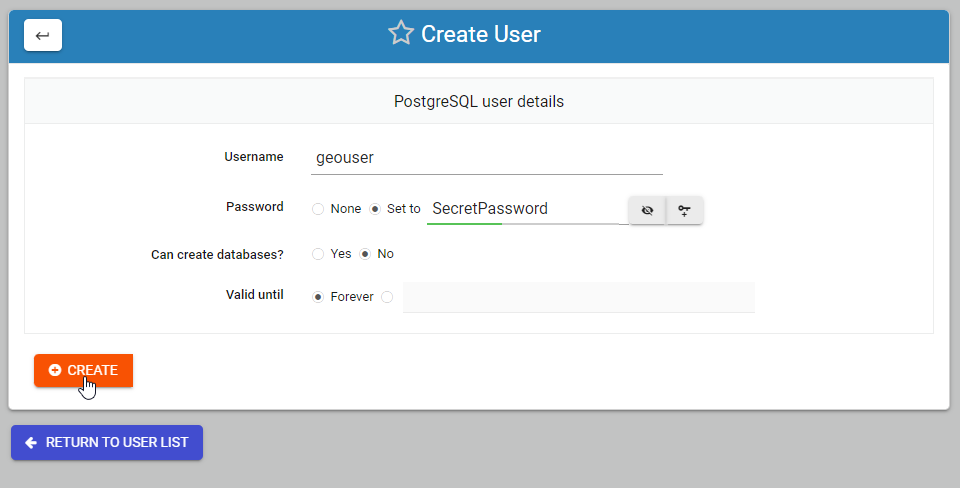 Create User
PostgreSQL user details
Username geouser
Password None Set to SecretPassword
Can create databases? Yes No
Valid until Forever
CREATE
RETURN TO USER LIST